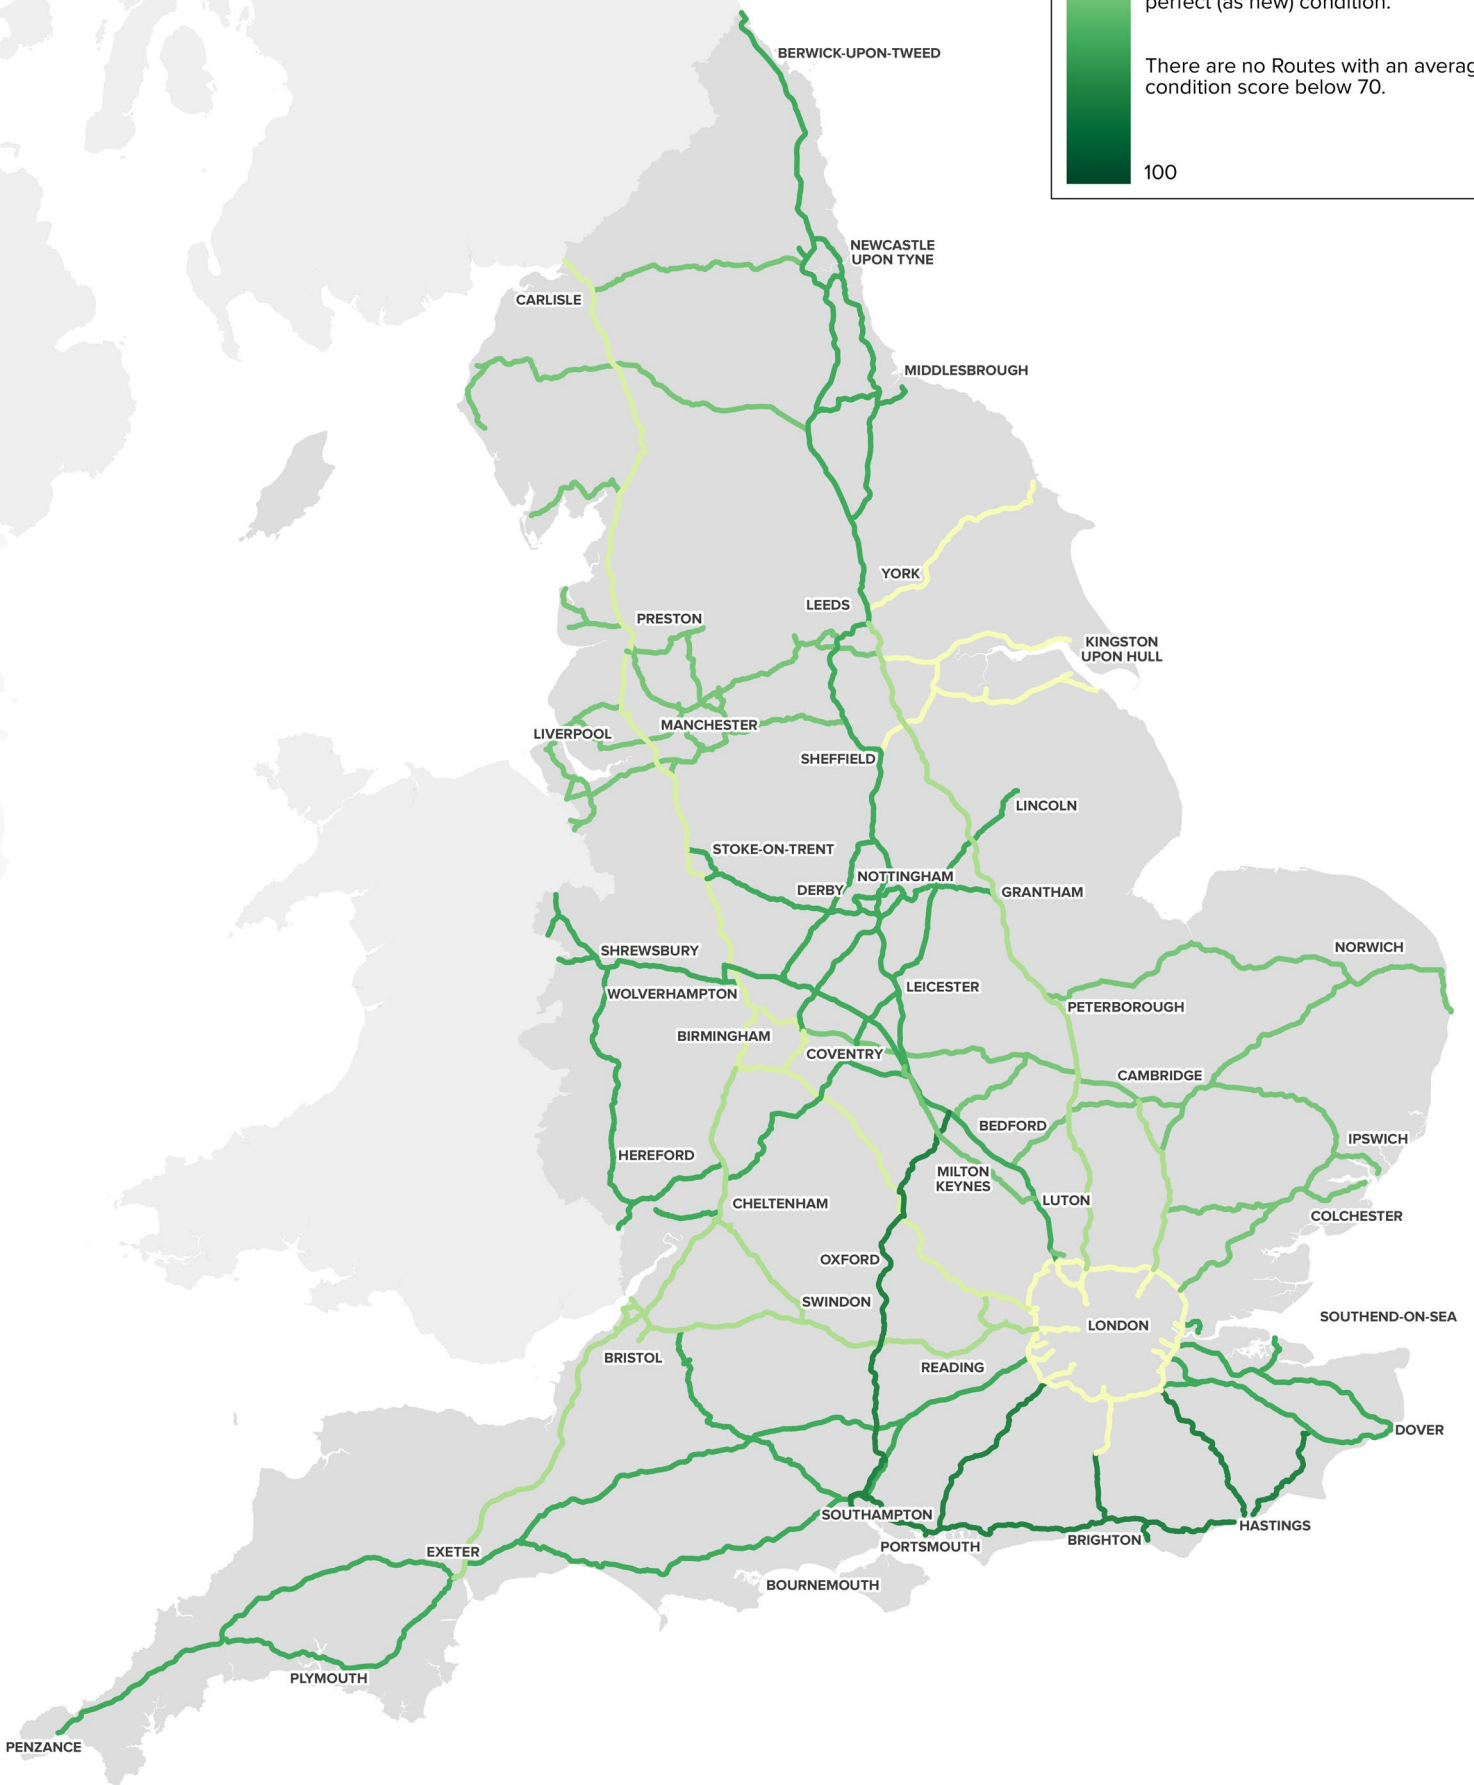 perfect (as new) condition.
There are no Routes with an averag
condition score below 70.
100
BERWICK-UPON-TWEED
NEWCASTLE
UPON TYNE
CARLISLE
MIDDLESBROUGH
YORK
LEEDS
PRESTON
KINGSTON
UPON HULL
MANCHESTER
LIVERPOOL
SHEFFIELD
LINCOLN
STOKE-ON-TRENT
NOTTINGHAM
DERBY
GRANTHAM
NORWICH
SHREWSBURY
LEICESTER
WOLVERHAMPTON
PETERBOROUGH
BIRMINGHAM
COVENTRY
CAMBRIDGE
BEDFORD
IPSWICH
HEREFORD
MILTON
KEYNES
LUTON
CHELTENHAM
COLCHESTER
OXFORD
SWINDON
SOUTHEND-ON-SEA
LONDON
BRISTOL
READING
DOVER
SOUTHAMPTON
HASTINGS
BRIGHTON
PORTSMOUTH
EXETER
BOURNEMOUTH
PLYMOUTH
PENZANCE